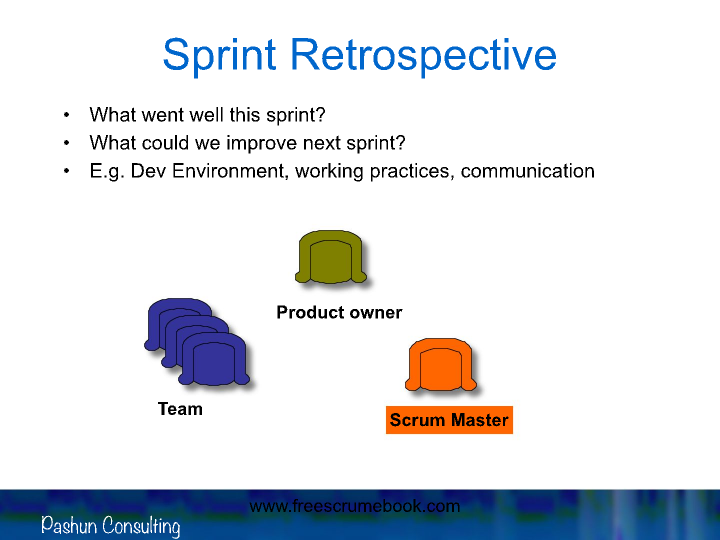 Sprint Retrospective
• What went well this sprint?
• What could we improve next sprint?
• E.g. Dev Environment, working practices, communication
Product owner
Team
Scrum Master
www.freescrumebook.com
Pashun Consulting